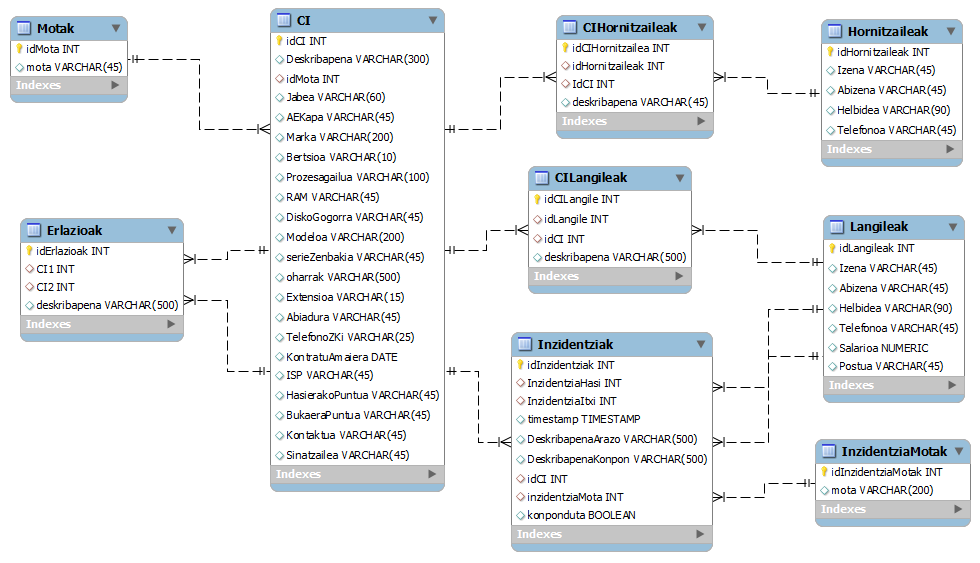 Motak
idMota INT
mota VARCHAR(45)
Indexes
CI
idCI INT
Deskribapena VARCHAR(300)
idMota INT
Jabea VARCHAR(60)
AEKapa VARCHAR(45)
Marka VARCHAR(200)
Bertsioa VARCHAR(10)
Prozesagailua VARCHAR(100)
RAM VARCHAR(45)
DiskoGogorra VARCHAR(45)
Modeloa VARCHAR(200)
serieZenbakia VARCHAR(45)
oharrak VARCHAR(500)
Extensioa VARCHAR(15)
Abiadura VARCHAR(45)
TelefonoZKi VARCHAR(25)
KontratuAmaiera DATE
ISP VARCHAR(45)
HasierakoPuntua VARCHAR(45)
BukaeraPuntua VARCHAR(45)
Kontaktua VARCHAR(45)
Sinatzailea VARCHAR(45)
Indexes
CIHornitzaileak
idCIHornitzailea INT
idHornitzaileak INT
IdCI INT
deskribapena VARCHAR(45)
Indexes
Hornitzaileak
idHornitzaileak INT
Izena VARCHAR(45)
Abizena VARCHAR(45)
Helbidea VARCHAR(90)
Telefonoa VARCHAR(45)
Indexes
Erlazioak
idErlazioak INT
CI1 INT
CI2 INT
deskribapena VARCHAR(500)
Indexes
CILangileak
idCILangile INT
idLangile INT
idCI INT
deskribapena VARCHAR(500)
Indexes
Langileak
idLangileak INT
Izena VARCHAR(45)
Abizena VARCHAR(45)
Helbidea VARCHAR(90)
Telefonoa VARCHAR(45)
Salarioa NUMERIC
Postua VARCHAR(45)
Indexes
Inzidentziak
idInzidentziak INT
InzidentziaHasi INT
InzidentziaItxi INT
timestamp TIMESTAMP
DeskribapenaArazo VARCHAR(500)
DeskribapenaKonpon VARCHAR(500)
idCI INT
inzidentziaMota INT
konponduta BOOLEAN
Indexes
InzidentziaMotak
idInzidentziaMotak INT
mota VARCHAR(200)
Indexes